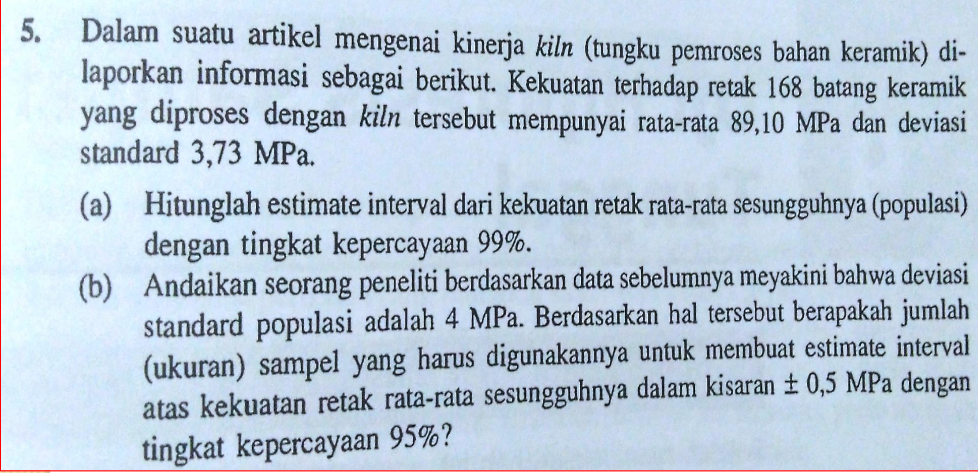 5. Dalam suatu artikel mengenai kinerja kiln (tungku pemroses bahan keramik) di-
laporkan informasi sebagai berikut. Kekuatan terhadap retak 168 batang keramik
yang diproses dengan kiln tersebut mempunyai rata-rata 89,10 MPa dan deviasi
standard 3,73 MPa.
(a) Hitunglah estimate interval dari kekuatan retak rata-rata sesungguhnya (populasi)
dengan tingkat kepercayaan 99%.
(b) Andaikan seorang peneliti berdasarkan data sebelumnya meyakini bahwa deviasi
standard populasi adalah 4 MPa. Berdasarkan hal tersebut berapakah jumlah
(ukuran) sampel yang harus digunakannya untuk membuat estimate interval
atas kekuatan retak rata-rata sesungguhnya dalam kisaran ± 0,5 MPa dengan
tingkat kepercayaan 95%?